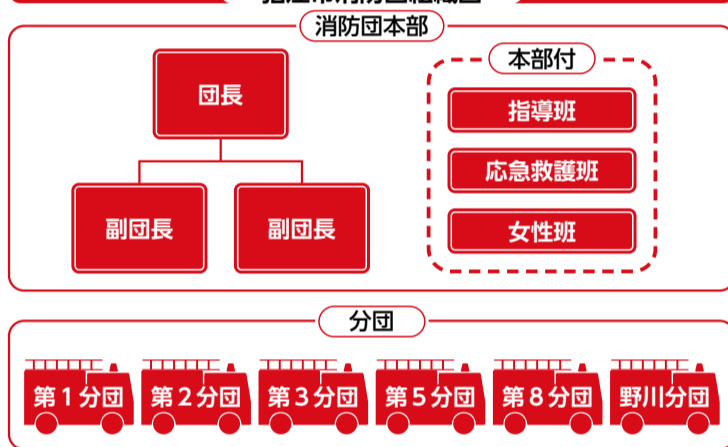 消防団本部
団長
副団長
副団長
本部付
指導班
応急救護班
女性班
分団
第1分団
第2分団
第3分団
第5分団
第8分団
野川分団